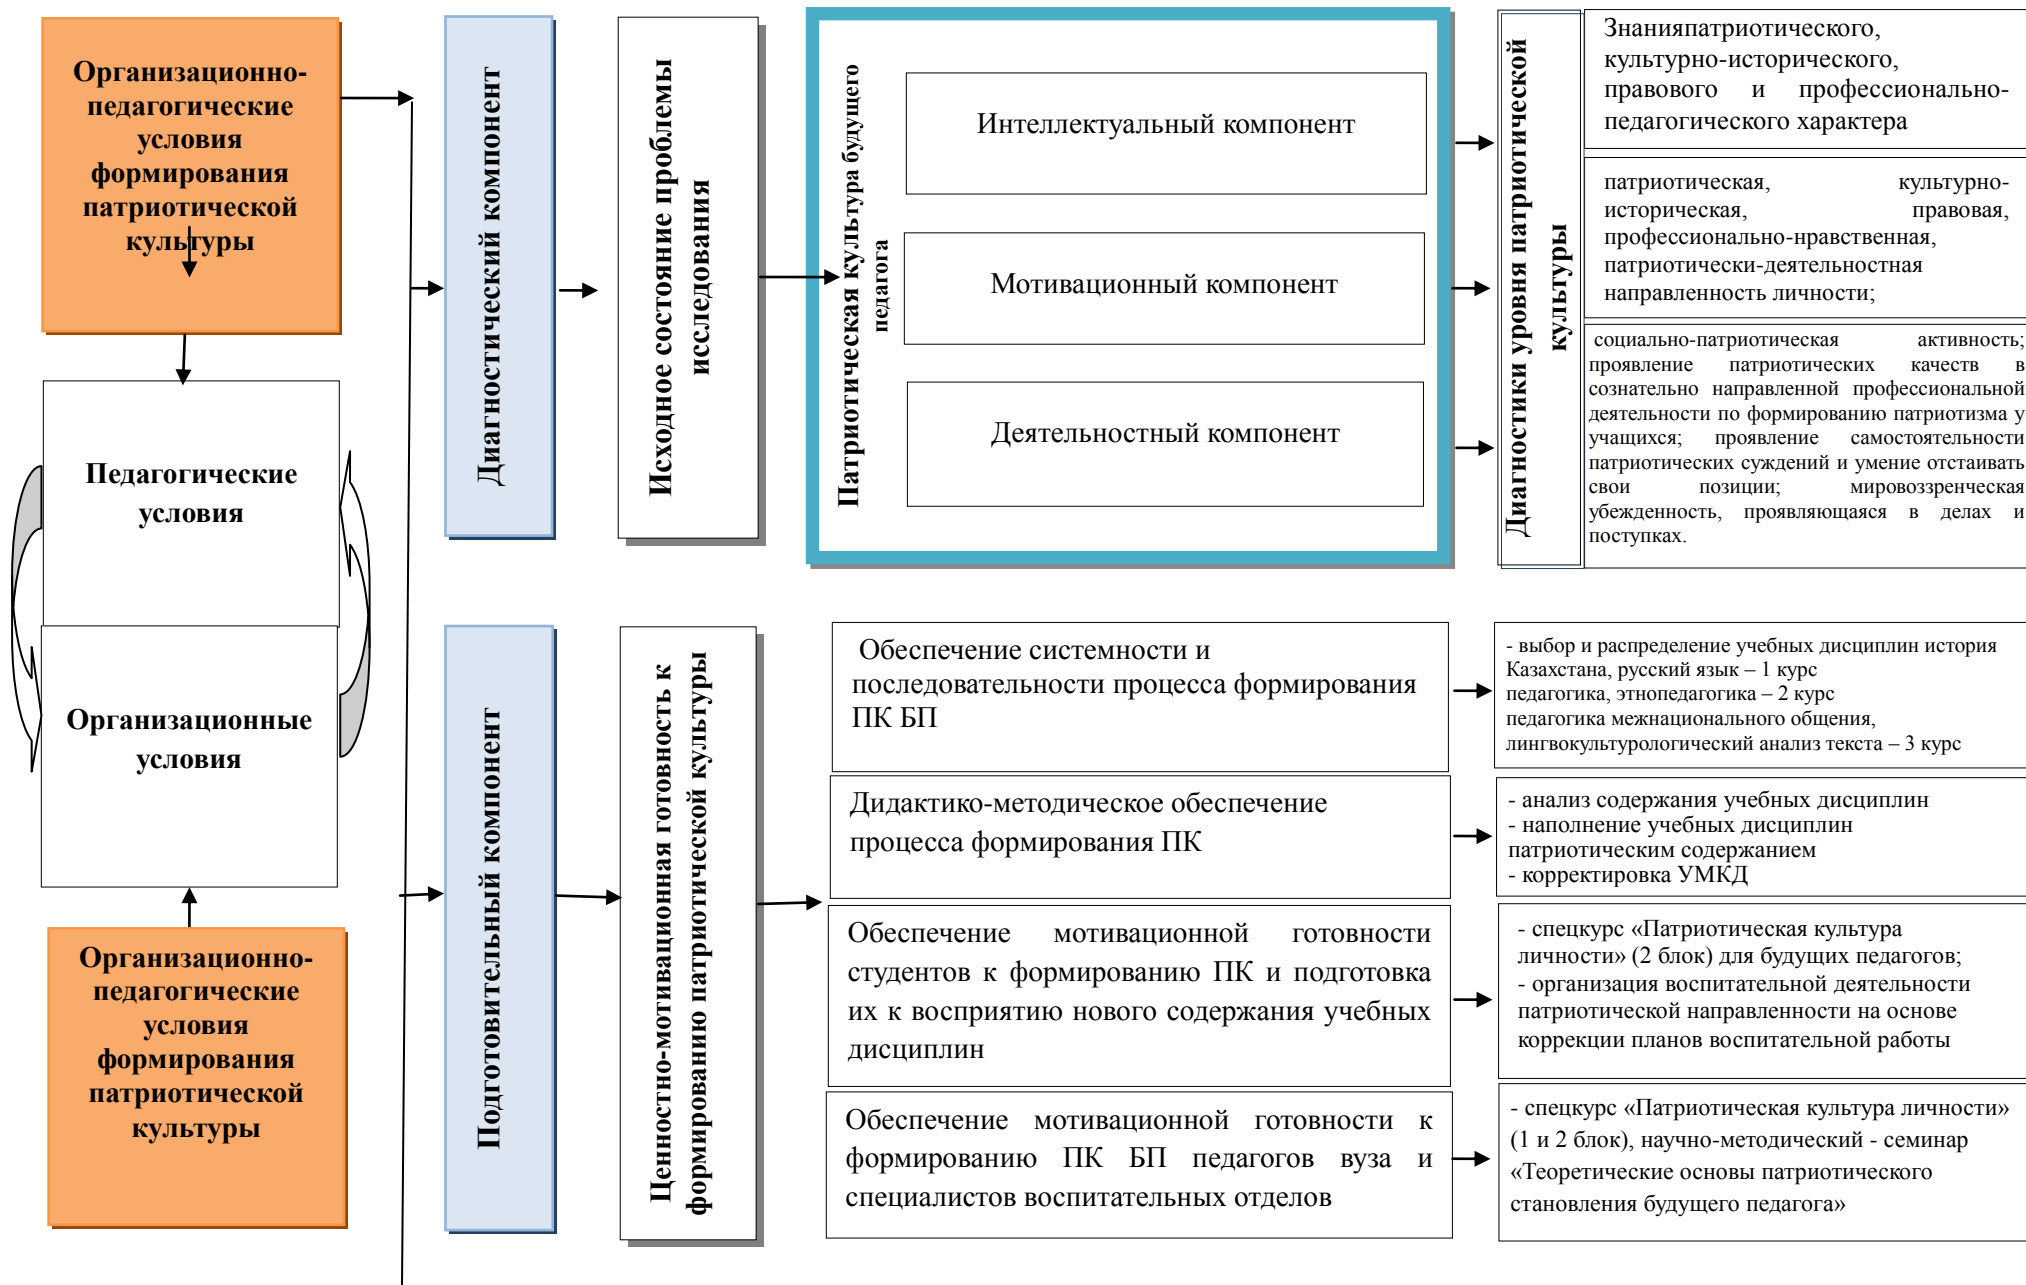 Организационно-
педагогические
условия
формирования
патриотической
культуры
Педагогические
условия
Организационные
условия
Организационно-
педагогические
условия
формирования
патриотической
культуры
Диагностический компонент
Исходное состояние проблемы
исследования
Патриотическая культура будущего
педагога
Интеллектуальный компонент
Мотивационный компонент
Деятельностный компонент
Диагностики уровня патриотической
культуры
Знанияпатриотического,
культурно-исторического,
правового и профессионально-
педагогического характера
патриотическая, культурно-
историческая, правовая,
профессионально-нравственная,
патриотически-деятельностная
направленность личности;
социально-патриотическая активность;
проявление патриотических качеств в
сознательно направленной профессиональной
деятельности по формированию патриотизма у
учащихся; проявление самостоятельности
патриотических суждений и умение отстаивать
свои позиции; мировоззренческая
убежденность, проявляющаяся в делах и
поступках.
Подготовительный компонент
Ценностно-мотивационная готовность к
формированию патриотической культуры
Обеспечение системности и
последовательности процесса формирования
ПК БП
- выбор и распределение учебных дисциплин история
Казахстана, русский язык – 1 курс
педагогика, этнопедагогика – 2 курс
педагогика межнационального общения,
лингвокультурологический анализ текста – 3 курс
Дидактико-методическое обеспечение
процесса формирования ПК
- анализ содержания учебных дисциплин
- наполнение учебных дисциплин
патриотическим содержанием
- корректировка УМКД
Обеспечение мотивационной готовности
студентов к формированию ПК и подготовка
их к восприятию нового содержания учебных
дисциплин
- спецкурс «Патриотическая культура
личности» (2 блок) для будущих педагогов;
- организация воспитательной деятельности
патриотической направленности на основе
коррекции планов воспитательной работы
Обеспечение мотивационной готовности к
формированию ПК БП педагогов вуза и
специалистов воспитательных отделов
- спецкурс «Патриотическая культура личности»
(1 и 2 блок), научно-методический - семинар
«Теоретические основы патриотического
становления будущего педагога»